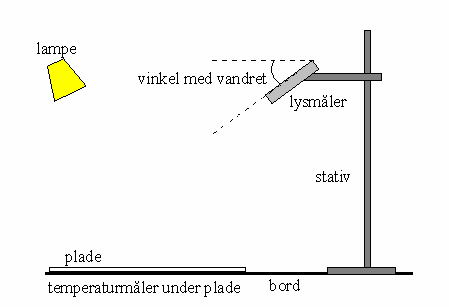 lampe
vinkel med vandret
lysmåler
stativ
plade
temperaturmåler under plade
bord